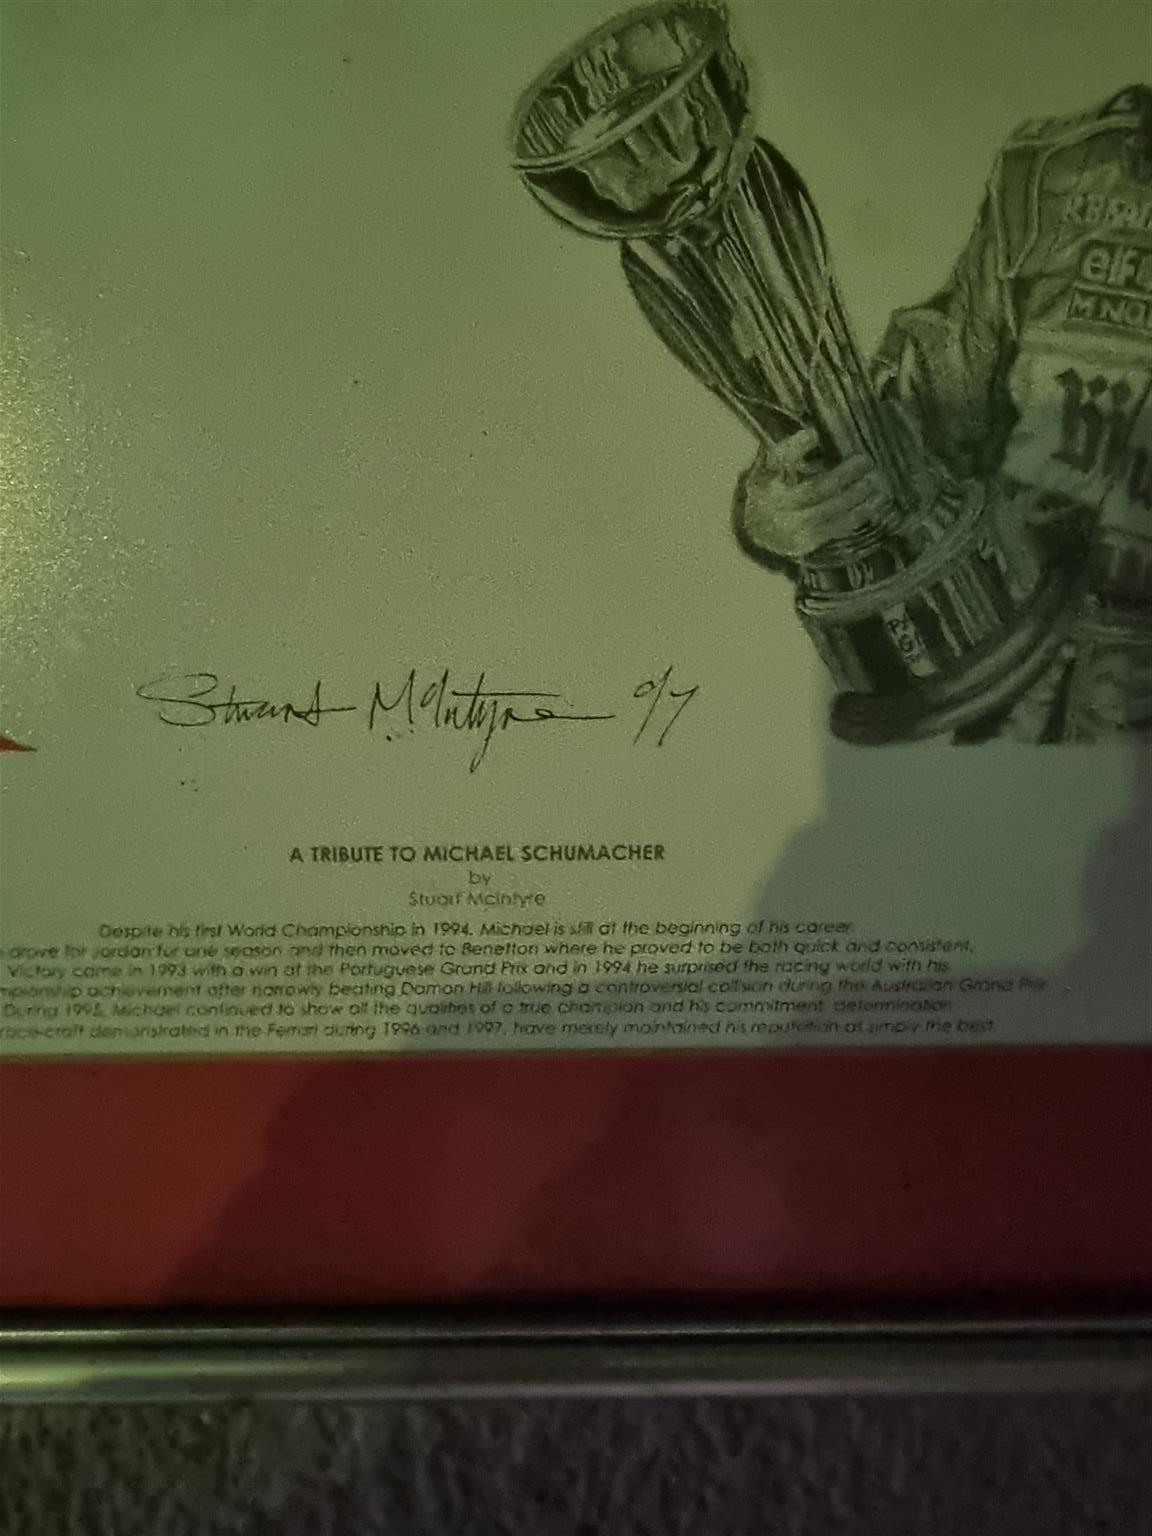 elf
Stuart McIntyre 97
A TRIBUTE TO MICHAEL SCHUMACHER
by
Stuart McIntyre
Despite his first World Championship in 1994, Michael is still at the beginning of his career.
drove for Jordan for one season and then moved to Benetton where he proved to be both quick and consistent.
Victory came in 1993 with a win at the Portuguese Grand Prix and in 1994 he surprised the racing world with his
achievement after narrowly beating Damon Hill following a controversial collision during the Australian Grand Prix
During 1995, Michael continued to show all the qualities of a true champion and his commitment, determination
race-craft demonstrated in the Ferrari during 1996 and 1997, have merely maintained his reputation as simply the best